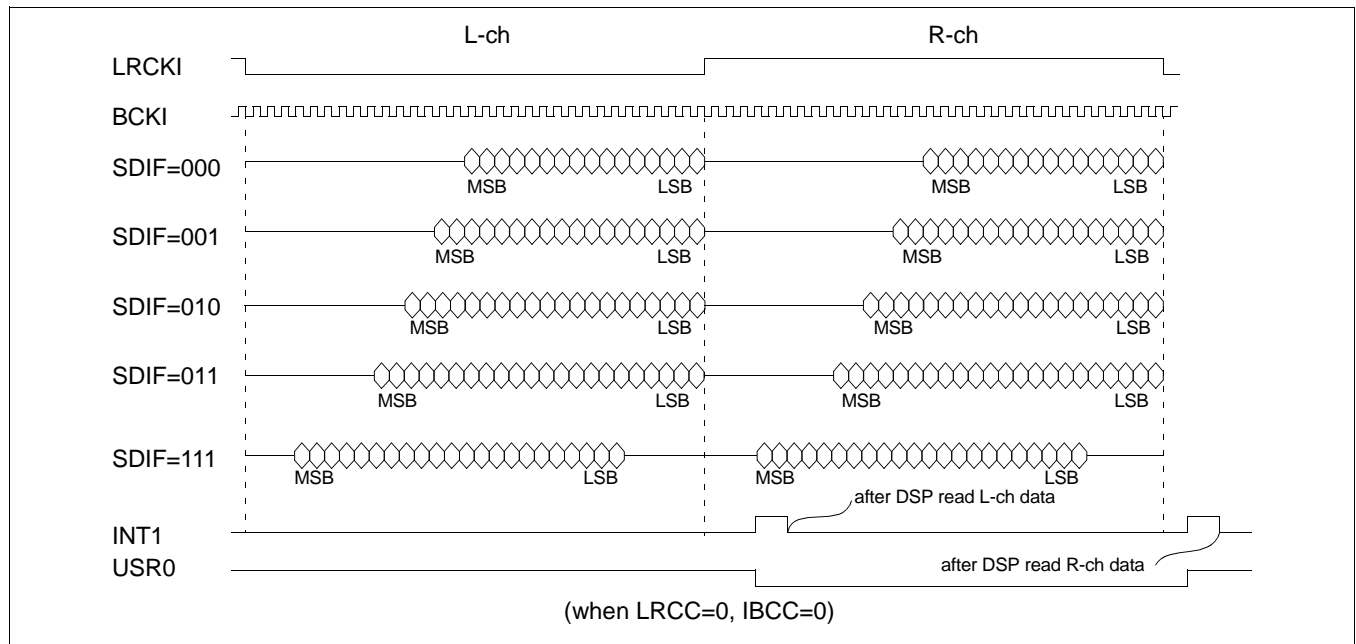 L-ch R-ch
LRCKI
BCKI
SDIF=000
MSB LSB MSB LSB
SDIF=001
MSB LSB MSB LSB
SDIF=010
MSB LSB MSB LSB
SDIF=011
MSB LSB MSB LSB
SDIF=111
MSB LSB MSB LSB
after DSP read L-ch data
INT1
USR0
after DSP read R-ch data
(when LRCC=0, IBCC=0)